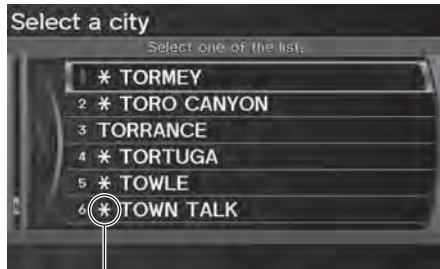 Select a city
Select one of the list.
1 * TORMEY
2 * TORO CANYON
3 TORRANCE
4 * TORTUGA
5 * TOWLE
6 * TOWN TALK